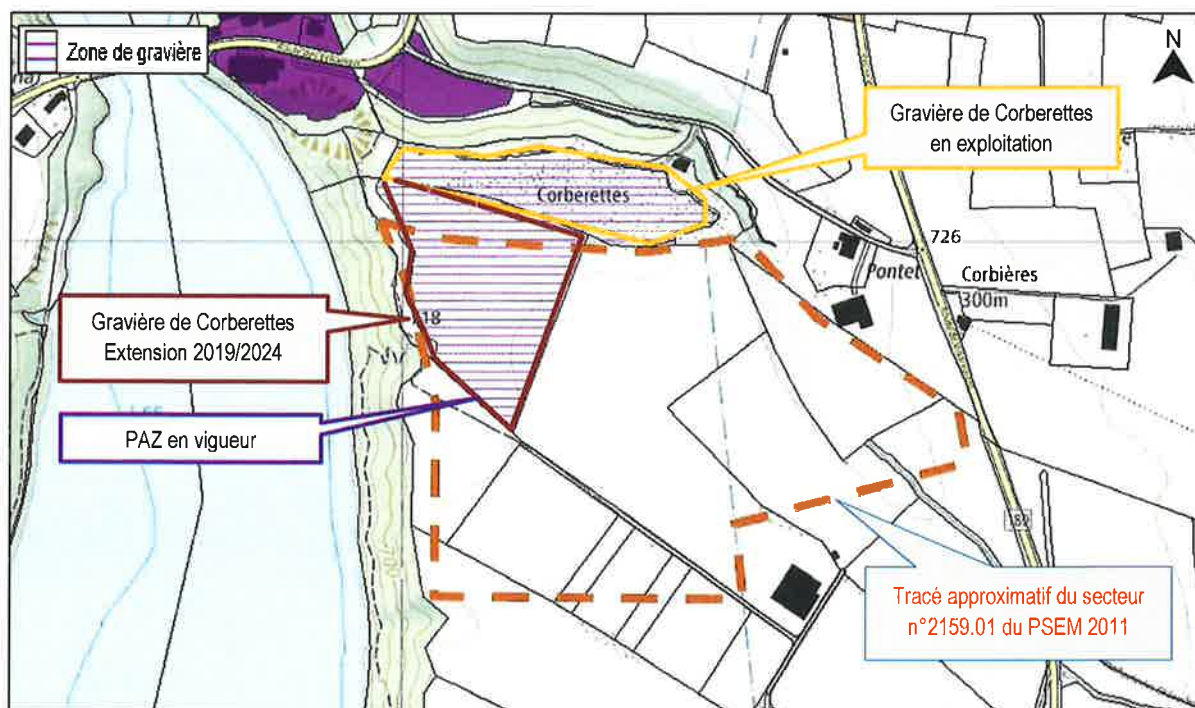 Zone de gravière
N
Gravière de Corberettes
en exploitation
Corberettes
726
Pontet
Corbières
300m
Gravière de Corberettes
Extension 2019/2024
718
PAZ en vigueur
189
Tracé approximatif du secteur
n°2159.01 du PSEM 2011